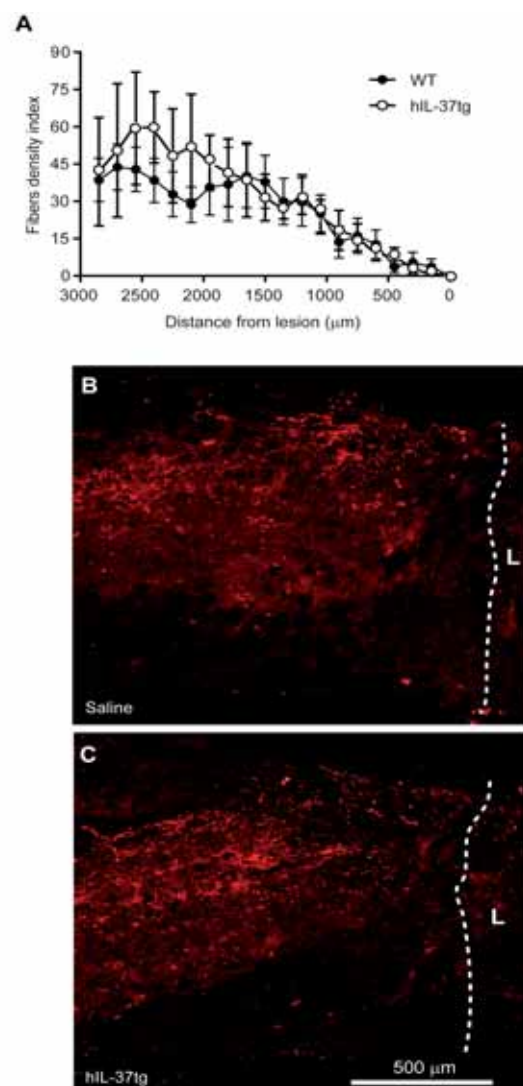 A
90
75
60
45
30
15
0
Fibers density index
WT
hIL-37tg
3000 2500 2000 1500 1000 500 0
Distance from lesion (μm)
B
L
Saline
C
L
hIL-37tg
500 μm